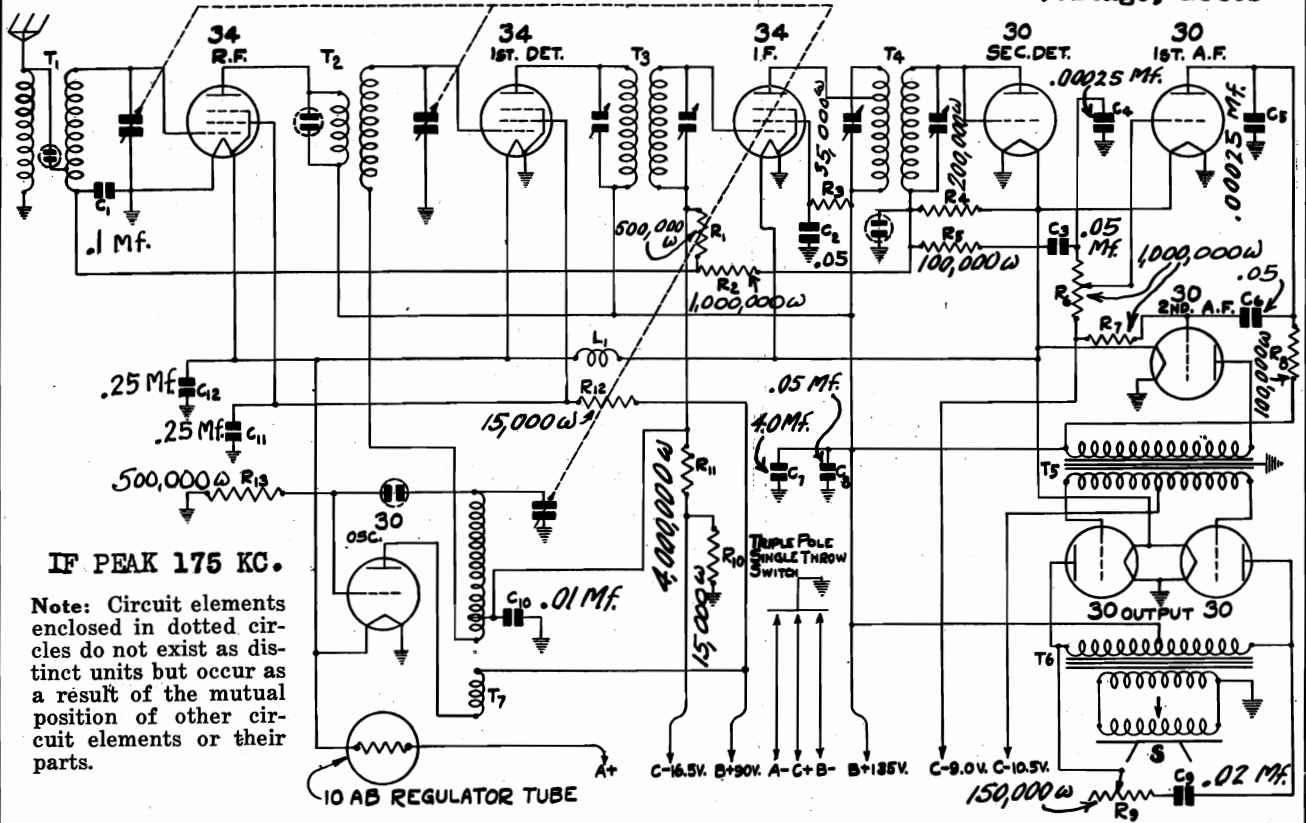 34
R.F.
34
1ST. DET.
34
I.F.
30
SEC.DET.
30
1ST. A.F.
T1
T2
T3
T4
.00025 Mf.
C4
C5
.00025 Mf.
35,000ω
200,000ω
C1
.1 Mf.
500,000ω
R1
R3
R4
C2
.05
R5
100,000ω
C3
.05 Mf.
R2
1,000,000ω
1,000,000ω
R6
.05
30
2ND. A.F.
C6
R7
R8
100,000ω
L1
.25 Mf.
C12
R12
15,000ω
.25 Mf.
C11
.05 Mf.
4.0 Mf.
C7
C8
T5
500,000ω
R13
30
OSC.
R11
4,000,000ω
R10
15,000ω
TRIPLE POLE
SINGLE THROW
SWITCH
30 OUTPUT 30
IF PEAK 175 KC.
Note: Circuit elements
enclosed in dotted cir-
cles do not exist as dis-
tinct units but occur as
a result of the mutual
position of other cir-
cuit elements or their
parts.
C10
.01 Mf.
T7
T6
S
10 AB REGULATOR TUBE
A+
C-16.5V.
B+90V.
A-
C+
B-
B+135V.
C-9.0V.
C-10.5V.
150,000ω
R9
C9
.02 Mf.